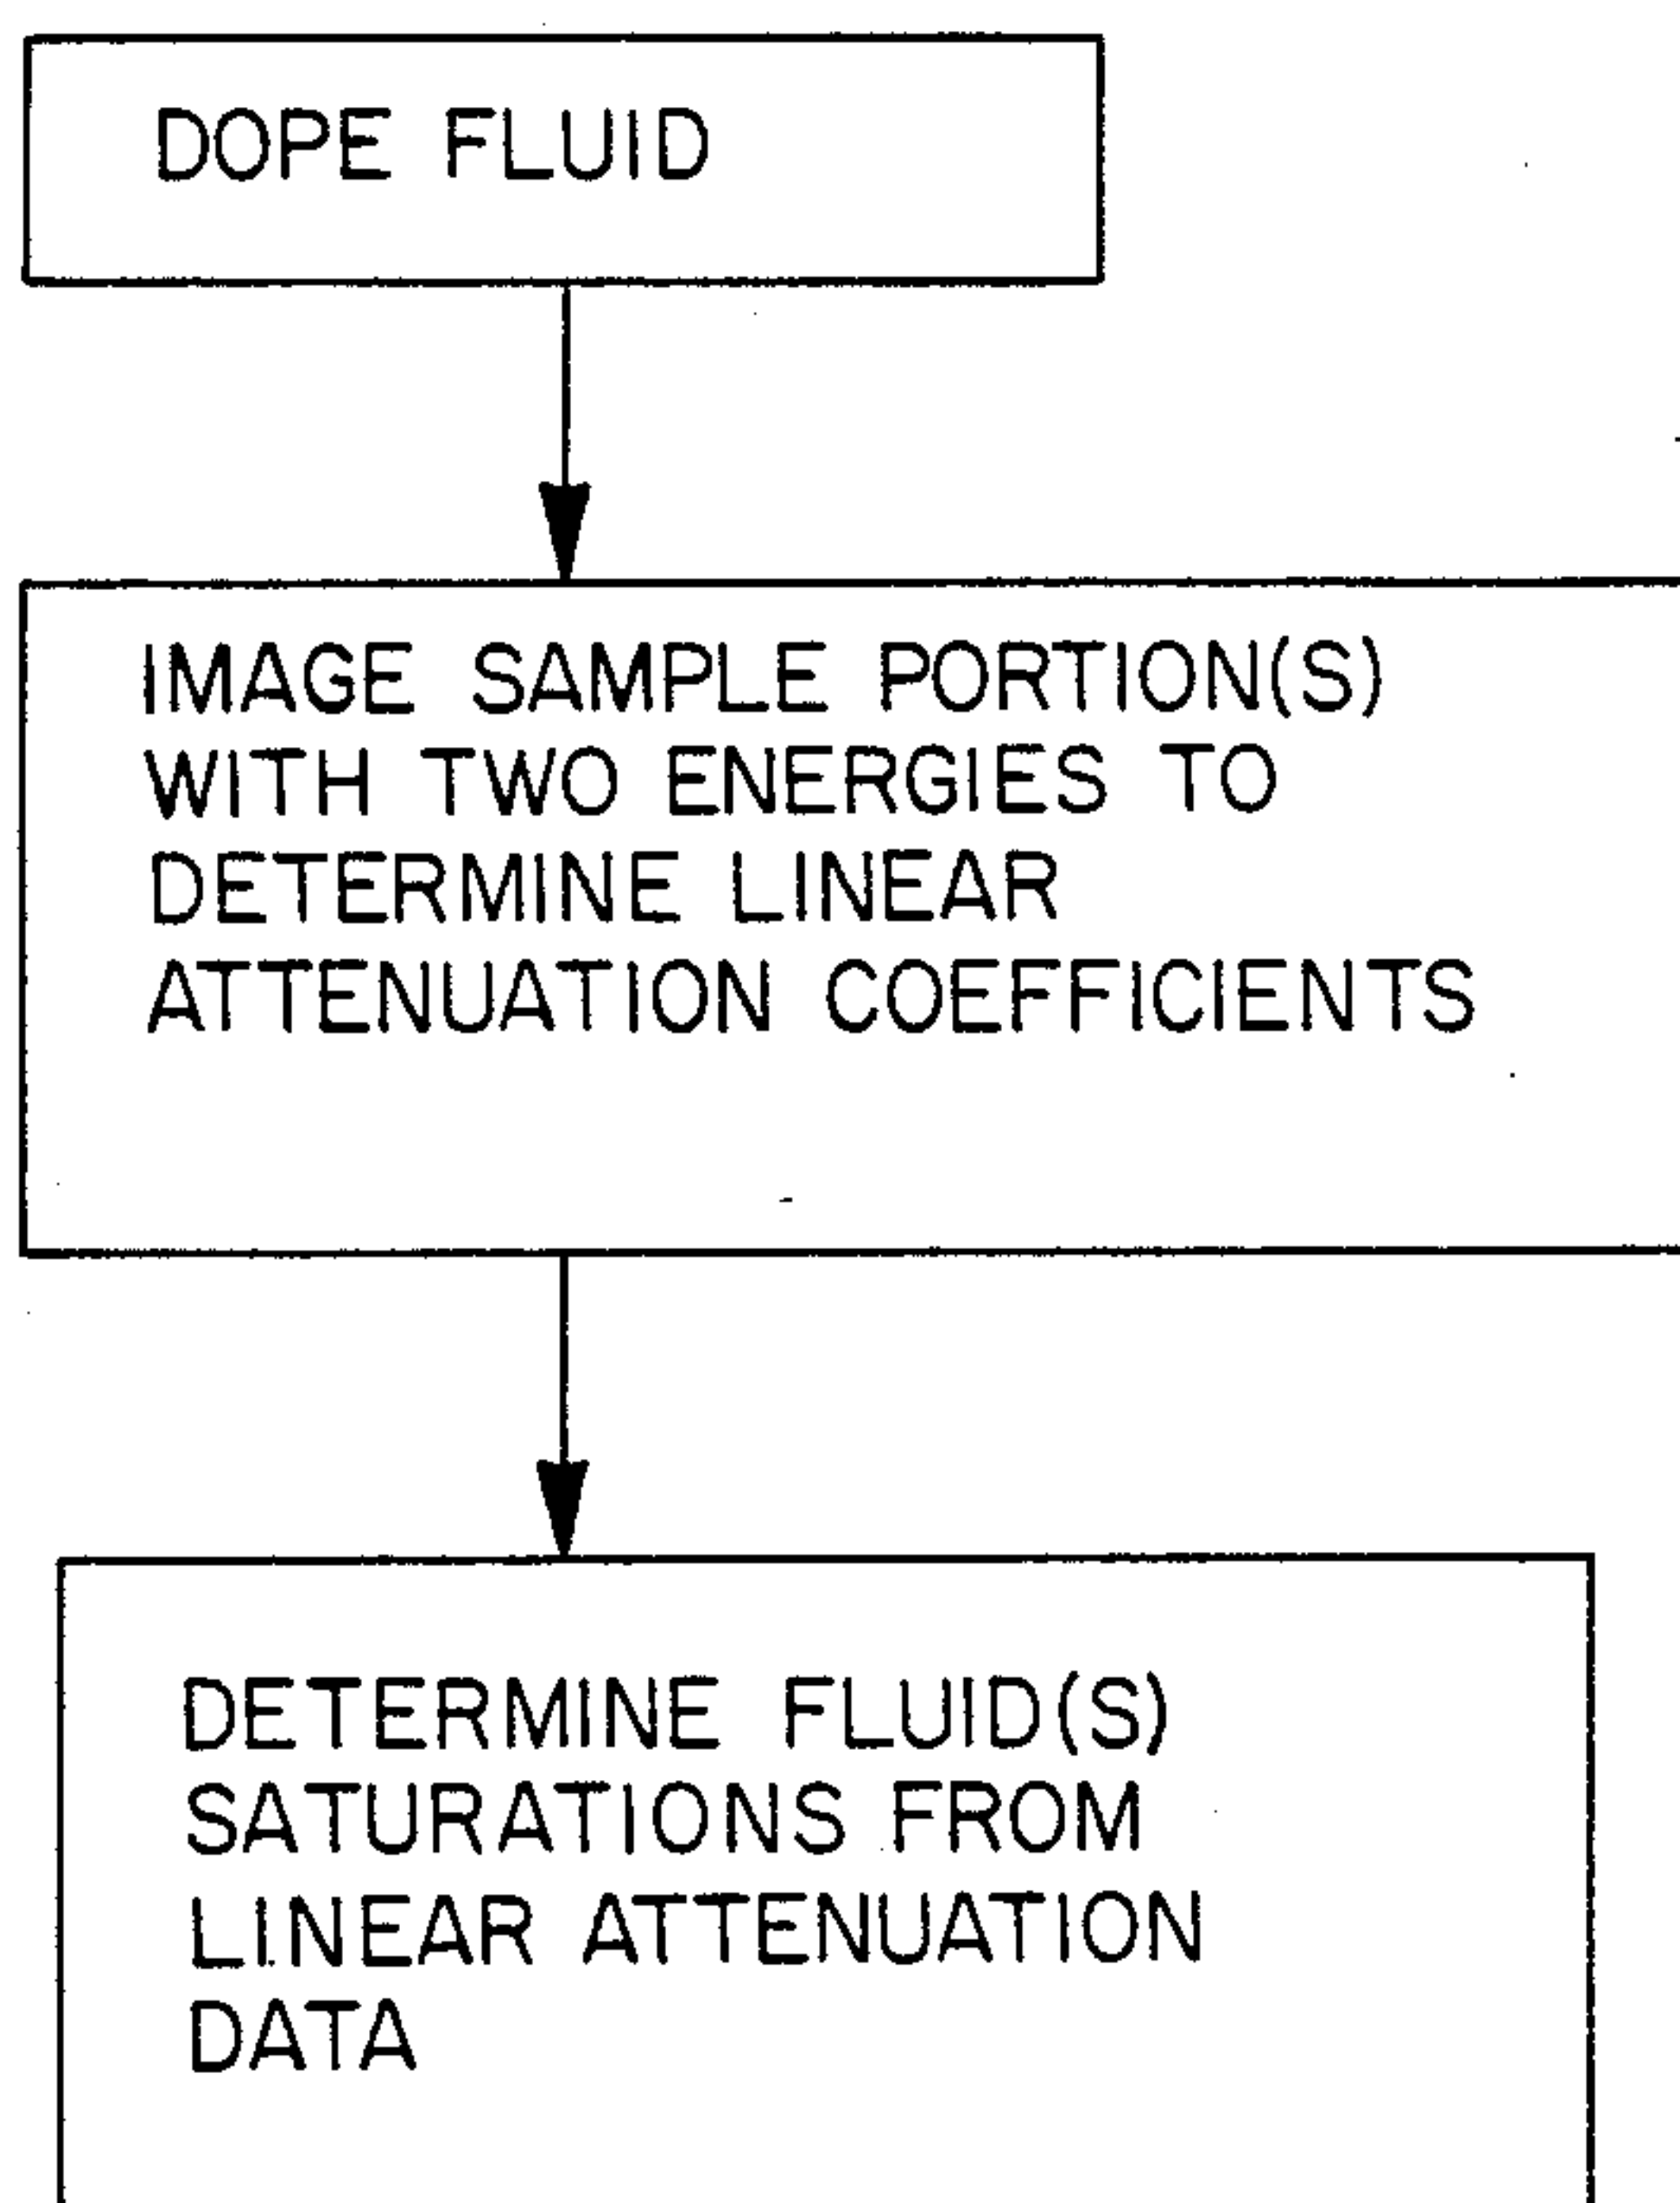 DOPE FLUID
IMAGE SAMPLE PORTION(S)
WITH TWO ENERGIES TO
DETERMINE LINEAR
ATTENUATION COEFFICIENTS
DETERMINE FLUID(S)
SATURATIONS FROM
LINEAR ATTENUATION
DATA